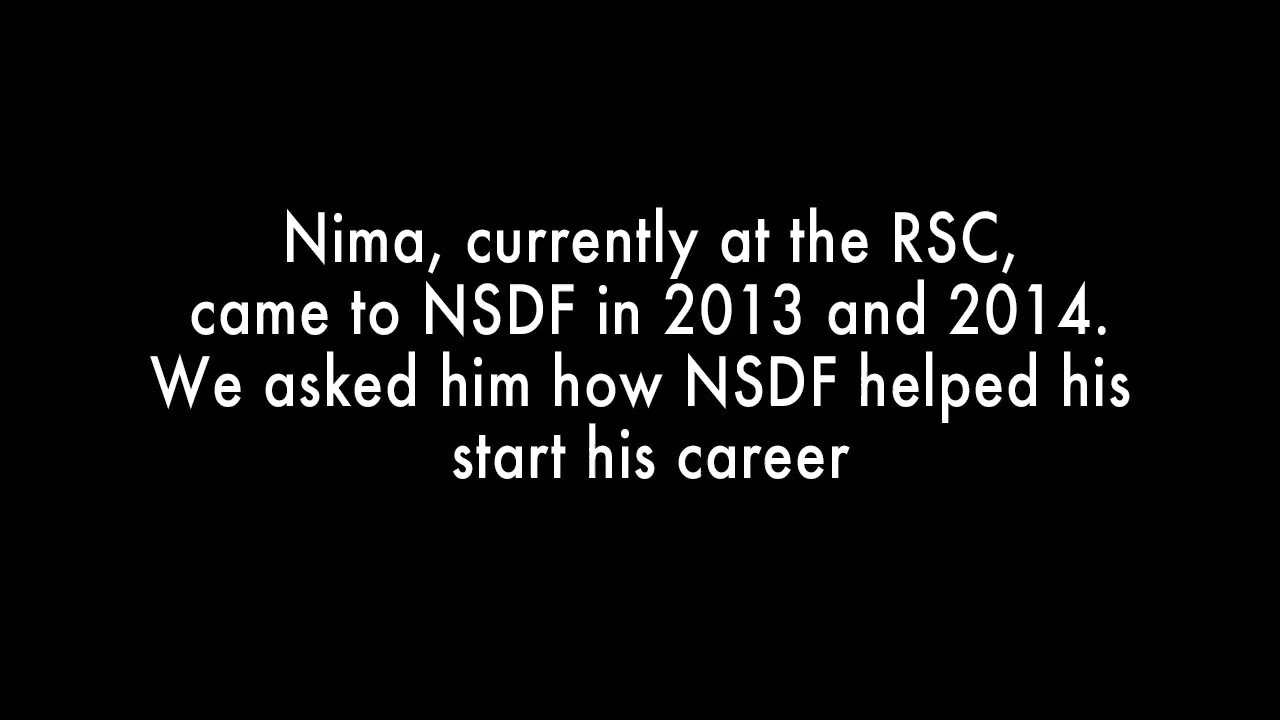 Nima, currently at the RSC,
came to NSDF in 2013 and 2014.
We asked him how NSDF helped his
start his career